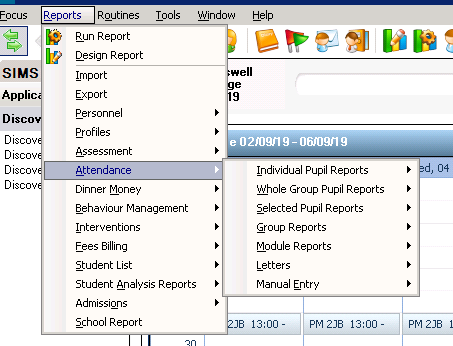 Focus Reports Routines Tools Window Help
Run Report
Design Report
Import
Export
Personnel
Profiles
Assessment
Attendance
Dinner Money
Behaviour Management
Interventions
Fees Billing
Student List
Student Analysis Reports
Admissions
School Report
Individual Pupil Reports
Whole Group Pupil Reports
Selected Pupil Reports
Group Reports
Module Reports
Letters
Manual Entry
SIMS
Applica
Discov
Discove
Discove
Discove
Discove
swell
ge
19
e 02/09/19 - 06/09/19
ed, 04
PM 2JB 13:00 -
PM 2JB 13:00 -
PM 2JB
30